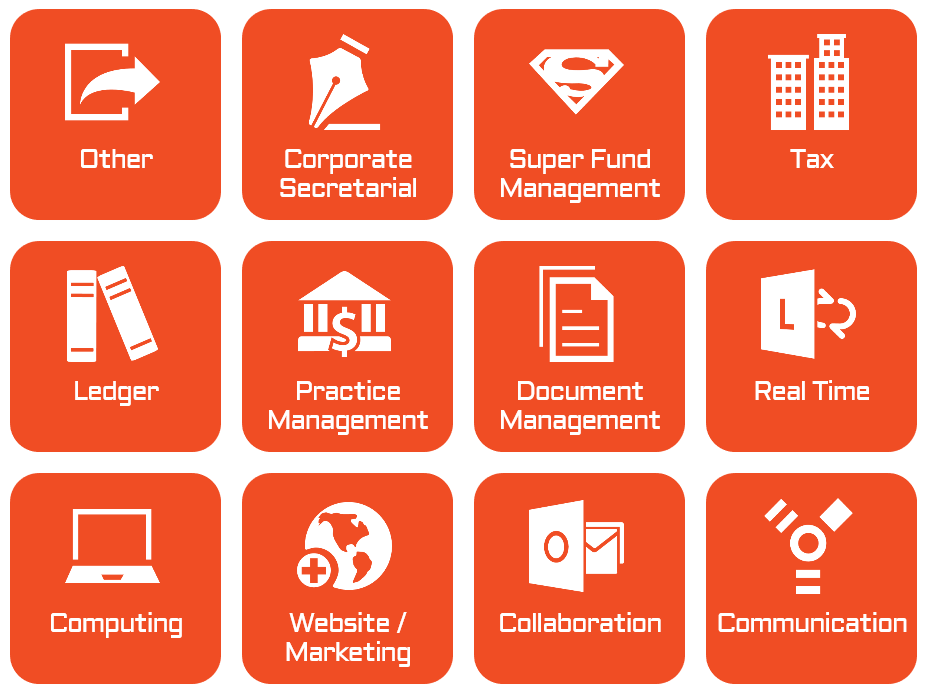 Other
Corporate
Secretarial
Super Fund
Management
Tax
Ledger
Practice
Management
Document
Management
L
Real Time
Computing
Website /
Marketing
O
Collaboration
Communication